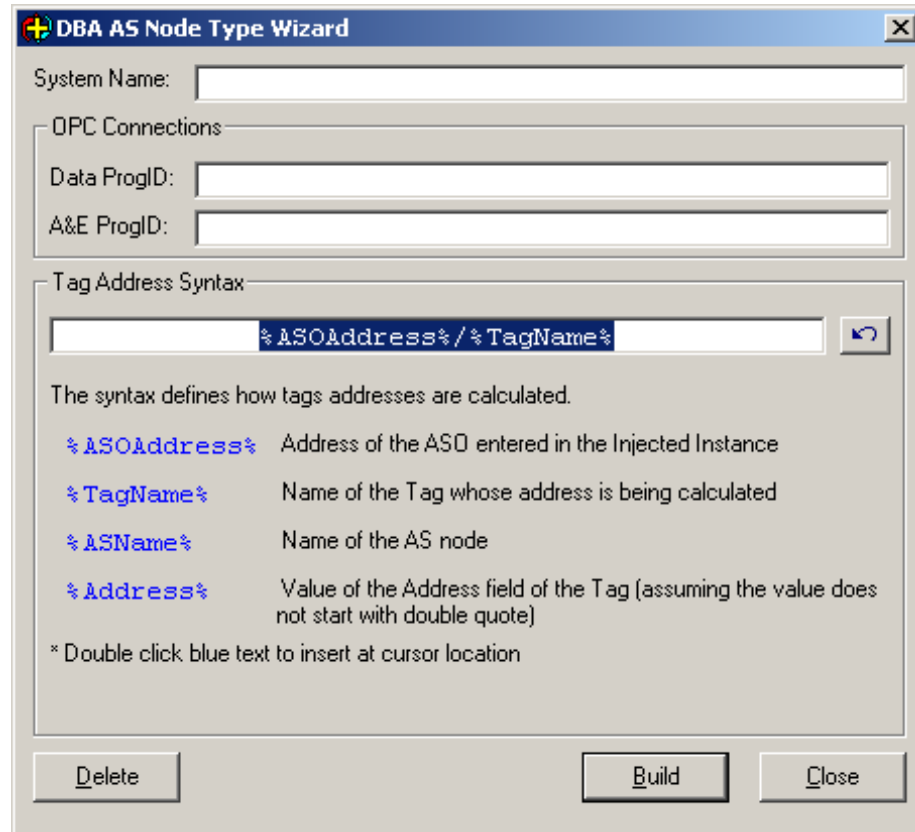 DBA AS Node Type Wizard
System Name:
OPC Connections
Data ProgID:
A&E ProgID:
Tag Address Syntax
%ASOAddress%/%TagName%
The syntax defines how tags addresses are calculated.
%ASOAddress% Address of the ASO entered in the Injected Instance
%TagName% Name of the Tag whose address is being calculated
%ASName% Name of the AS node
%Address% Value of the Address field of the Tag (assuming the value does
not start with double quote)
* Double click blue text to insert at cursor location
Delete Build Close